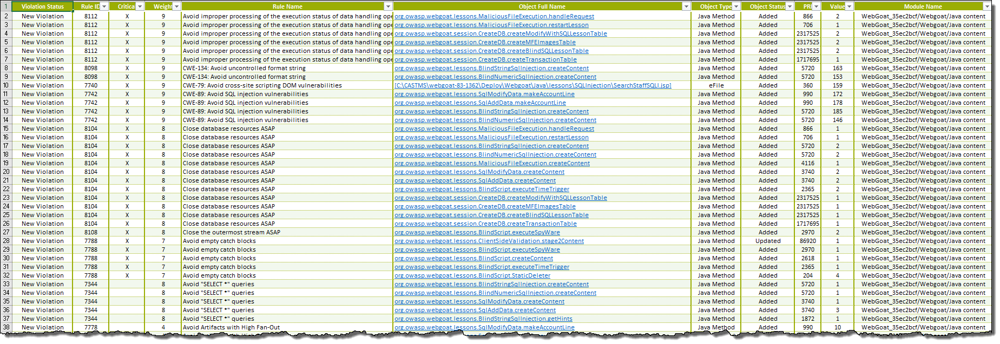 1 Violation Status Rule ID Critica Weight Rule Name Object Full Name Object Type Object Status PRI Value Module Name
2 New Violation 8112 X 9 Avoid improper processing of the execution status of data handling ope org.owasp.webgoat.lessons.MaliciousFileExecution.handleRequest Java Method Added 866 2 WebGoat_35ec2bcf/Webgoat/Java content
3 New Violation 8112 X 9 Avoid improper processing of the execution status of data handling ope org.owasp.webgoat.lessons.MaliciousFileExecution.restartLesson Java Method Added 706 1 WebGoat_35ec2bcf/Webgoat/Java content
4 New Violation 8112 X 9 Avoid improper processing of the execution status of data handling ope org.owasp.webgoat.session.CreateDB.createModifyWithSQLLessonTable Java Method Added 2317525 2 WebGoat_35ec2bcf/Webgoat/Java content
5 New Violation 8112 X 9 Avoid improper processing of the execution status of data handling ope org.owasp.webgoat.session.CreateDB.createMFEImagesTable Java Method Added 2317525 2 WebGoat_35ec2bcf/Webgoat/Java content
6 New Violation 8112 X 9 Avoid improper processing of the execution status of data handling ope org.owasp.webgoat.session.CreateDB.createBlindSQLLessonTable Java Method Added 2317525 2 WebGoat_35ec2bcf/Webgoat/Java content
7 New Violation 8112 X 9 Avoid improper processing of the execution status of data handling ope org.owasp.webgoat.session.CreateDB.createTransactionTable Java Method Added 1717695 1 WebGoat_35ec2bcf/Webgoat/Java content
8 New Violation 8098 X 9 CWE-134: Avoid uncontrolled format string org.owasp.webgoat.lessons.BlindStringSqlInjection.createContent Java Method Added 5720 163 WebGoat_35ec2bcf/Webgoat/Java content
9 New Violation 8098 X 9 CWE-134: Avoid uncontrolled format string org.owasp.webgoat.lessons.BlindNumericSqlInjection.createContent Java Method Added 5720 153 WebGoat_35ec2bcf/Webgoat/Java content
10 New Violation 7740 X 9 CWE-79: Avoid cross-site scripting DOM vulnerabilities [C:\CASTMS\webgoat-83-1362\Deploy\Webgoat\Java\lessons\SQLInjection\SearchStaffSQLI.jsp] eFile Added 360 159 WebGoat_35ec2bcf/Webgoat/Java content
11 New Violation 7742 X 9 CWE-89: Avoid SQL injection vulnerabilities org.owasp.webgoat.lessons.SqlModifyData.makeAccountLine Java Method Added 990 172 WebGoat_35ec2bcf/Webgoat/Java content
12 New Violation 7742 X 9 CWE-89: Avoid SQL injection vulnerabilities org.owasp.webgoat.lessons.SqlAddData.makeAccountLine Java Method Added 990 178 WebGoat_35ec2bcf/Webgoat/Java content
13 New Violation 7742 X 9 CWE-89: Avoid SQL injection vulnerabilities org.owasp.webgoat.lessons.BlindStringSqlInjection.createContent Java Method Added 5720 185 WebGoat_35ec2bcf/Webgoat/Java content
14 New Violation 7742 X 9 CWE-89: Avoid SQL injection vulnerabilities org.owasp.webgoat.lessons.BlindNumericSqlInjection.createContent Java Method Added 5720 146 WebGoat_35ec2bcf/Webgoat/Java content
15 New Violation 8104 X 8 Close database resources ASAP org.owasp.webgoat.lessons.MaliciousFileExecution.handleRequest Java Method Added 866 1 WebGoat_35ec2bcf/Webgoat/Java content
16 New Violation 8104 X 8 Close database resources ASAP org.owasp.webgoat.lessons.MaliciousFileExecution.restartLesson Java Method Added 706 1 WebGoat_35ec2bcf/Webgoat/Java content
17 New Violation 8104 X 8 Close database resources ASAP org.owasp.webgoat.lessons.BlindStringSqlInjection.createContent Java Method Added 5720 2 WebGoat_35ec2bcf/Webgoat/Java content
18 New Violation 8104 X 8 Close database resources ASAP org.owasp.webgoat.lessons.BlindNumericSqlInjection.createContent Java Method Added 5720 2 WebGoat_35ec2bcf/Webgoat/Java content
19 New Violation 8104 X 8 Close database resources ASAP org.owasp.webgoat.lessons.MaliciousFileExecution.createContent Java Method Added 4116 1 WebGoat_35ec2bcf/Webgoat/Java content
20 New Violation 8104 X 8 Close database resources ASAP org.owasp.webgoat.lessons.SqlModifyData.createContent Java Method Added 3740 2 WebGoat_35ec2bcf/Webgoat/Java content
21 New Violation 8104 X 8 Close database resources ASAP org.owasp.webgoat.lessons.SqlAddData.createContent Java Method Added 3740 2 WebGoat_35ec2bcf/Webgoat/Java content
22 New Violation 8104 X 8 Close database resources ASAP org.owasp.webgoat.lessons.BlindScript.executeTimeTrigger Java Method Added 2365 2 WebGoat_35ec2bcf/Webgoat/Java content
23 New Violation 8104 X 8 Close database resources ASAP org.owasp.webgoat.session.CreateDB.createModifyWithSQLLessonTable Java Method Added 2317525 1 WebGoat_35ec2bcf/Webgoat/Java content
24 New Violation 8104 X 8 Close database resources ASAP org.owasp.webgoat.session.CreateDB.createMFEImagesTable Java Method Added 2317525 1 WebGoat_35ec2bcf/Webgoat/Java content
25 New Violation 8104 X 8 Close database resources ASAP org.owasp.webgoat.session.CreateDB.createBlindSQLLessonTable Java Method Added 2317525 1 WebGoat_35ec2bcf/Webgoat/Java content
26 New Violation 8104 X 8 Close database resources ASAP org.owasp.webgoat.session.CreateDB.createTransactionTable Java Method Added 1717695 1 WebGoat_35ec2bcf/Webgoat/Java content
27 New Violation 8108 X 8 Close the outermost stream ASAP org.owasp.webgoat.lessons.BlindScript.executeSpyWare Java Method Added 2970 2 WebGoat_35ec2bcf/Webgoat/Java content
28 New Violation 7788 X 7 Avoid empty catch blocks org.owasp.webgoat.lessons.ClientSideValidation.stage2Content Java Method Updated 86920 1 WebGoat_35ec2bcf/Webgoat/Java content
29 New Violation 7788 X 7 Avoid empty catch blocks org.owasp.webgoat.lessons.BlindScript.executeSpyWare Java Method Added 2970 1 WebGoat_35ec2bcf/Webgoat/Java content
30 New Violation 7788 X 7 Avoid empty catch blocks org.owasp.webgoat.lessons.BlindScript.createContent Java Method Added 2618 1 WebGoat_35ec2bcf/Webgoat/Java content
31 New Violation 7788 X 7 Avoid empty catch blocks org.owasp.webgoat.lessons.BlindScript.executeTimeTrigger Java Method Added 2365 1 WebGoat_35ec2bcf/Webgoat/Java content
32 New Violation 7788 X 7 Avoid empty catch blocks org.owasp.webgoat.lessons.BlindScript.StaticDeleter Java Method Added 204 4 WebGoat_35ec2bcf/Webgoat/Java content
33 New Violation 7344 8 Avoid "SELECT *" queries org.owasp.webgoat.lessons.BlindStringSqlInjection.createContent Java Method Added 5720 1 WebGoat_35ec2bcf/Webgoat/Java content
34 New Violation 7344 8 Avoid "SELECT *" queries org.owasp.webgoat.lessons.BlindNumericSqlInjection.createContent Java Method Added 5720 1 WebGoat_35ec2bcf/Webgoat/Java content
35 New Violation 7344 8 Avoid "SELECT *" queries org.owasp.webgoat.lessons.SqlModifyData.createContent Java Method Added 3740 1 WebGoat_35ec2bcf/Webgoat/Java content
36 New Violation 7344 8 Avoid "SELECT *" queries org.owasp.webgoat.lessons.SqlAddData.createContent Java Method Added 3740 3 WebGoat_35ec2bcf/Webgoat/Java content
37 New Violation 7344 8 Avoid "SELECT *" queries org.owasp.webgoat.lessons.BlindStringSqlInjection.getHints Java Method Added 1872 1 WebGoat_35ec2bcf/Webgoat/Java content
38 New Violation 7778 4 Avoid Artifacts with High Fan-Out org.owasp.webgoat.lessons.SqlModifyData.makeAccountLine Java Method Added 990 10 WebGoat_35ec2bcf/Webgoat/Java content